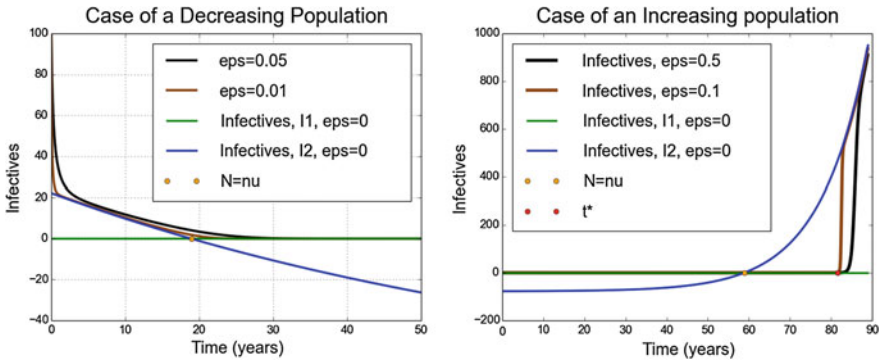 Case of a Decreasing Population
100
80
60
40
20
0
−20
−40
Infectives
eps=0.05
eps=0.01
Infectives, I1, eps=0
Infectives, I2, eps=0
N=nu
0 10 20 30 40 50
Time (years)
Case of an Increasing population
1000
800
600
400
200
0
−200
Infectives
Infectives, eps=0.5
Infectives, eps=0.1
Infectives, I1, eps=0
Infectives, I2, eps=0
N=nu
t*
0 10 20 30 40 50 60 70 80 90
Time (years)